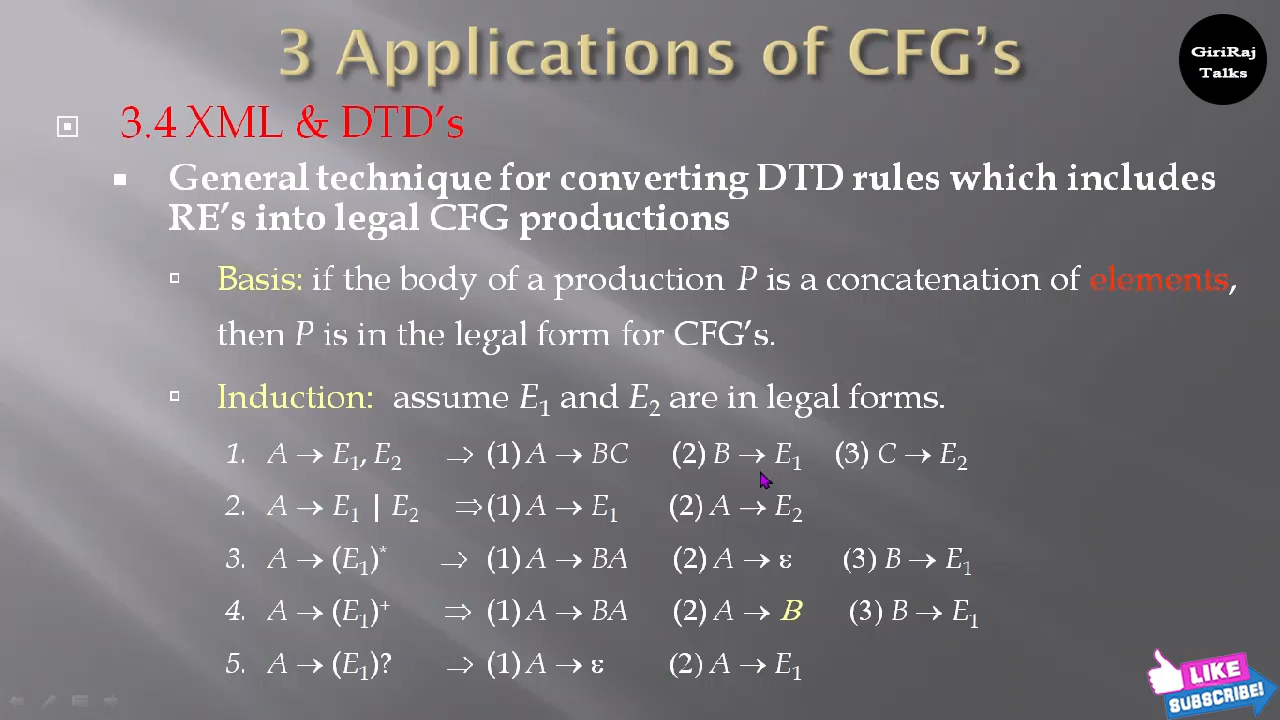 3 Applications of CFG's
GiriRaj
Talks
3.4 XML & DTD's
General technique for converting DTD rules which includes
RE's into legal CFG productions
Basis: if the body of a production P is a concatenation of elements,
then P is in the legal form for CFG's.
Induction: assume E₁ and E₂ are in legal forms.
1. A → E₁, E₂ ⇒ (1) A → BC (2) B → E₁ (3) C → E₂
2. A → E₁ | E₂ ⇒ (1) A → E₁ (2) A → E₂
3. A → (E₁)* ⇒ (1) A → BA (2) A → ε (3) B → E₁
4. A → (E₁)⁺ ⇒ (1) A → BA (2) A → B (3) B → E₁
5. A → (E₁)? ⇒ (1) A → ε (2) A → E₁
LIKE
SUBSCRIBE!